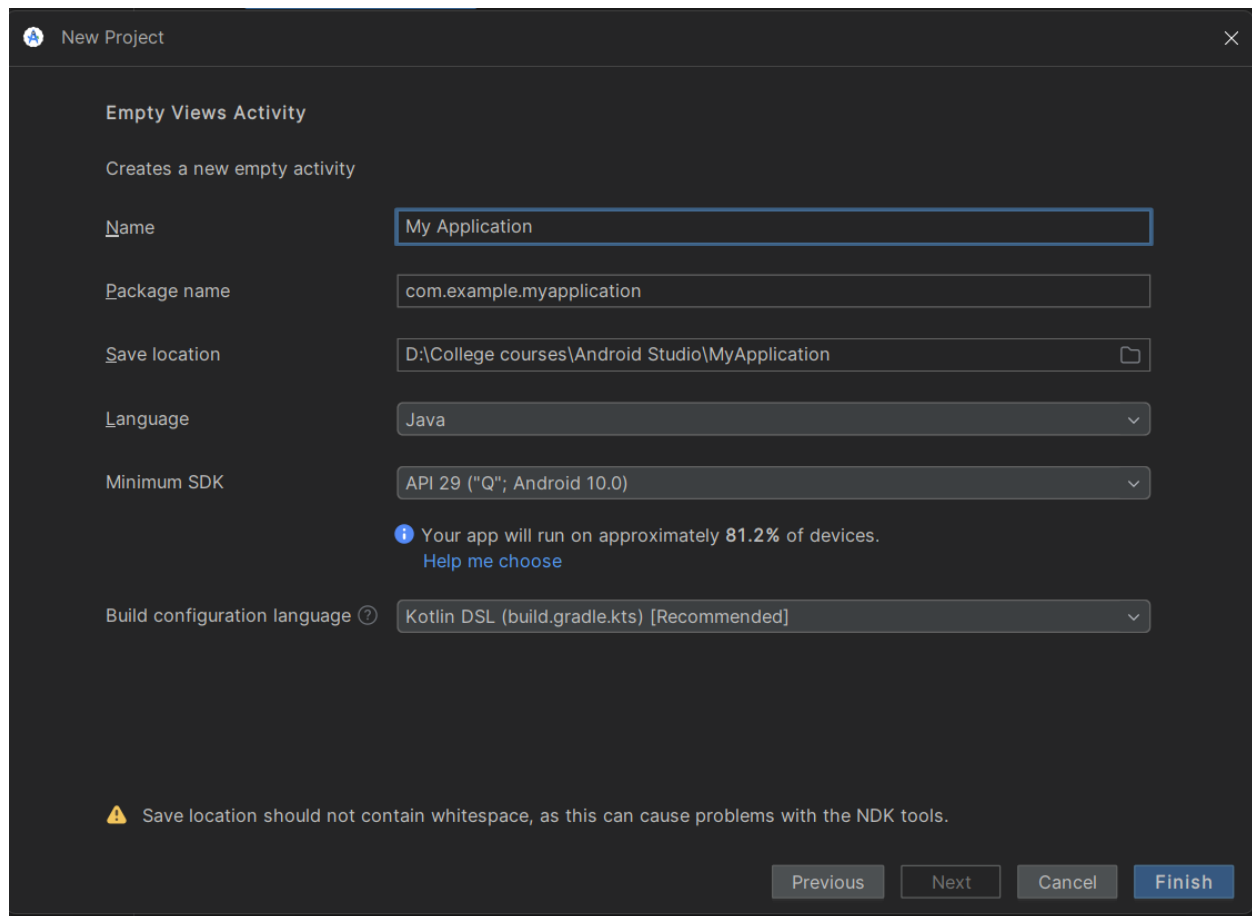 New Project
Empty Views Activity
Creates a new empty activity
Name
My Application
Package name
com.example.myapplication
Save location
D:\College courses\Android Studio\MyApplication
Language
Java
Minimum SDK
API 29 ("Q"; Android 10.0)
Your app will run on approximately 81.2% of devices.
Help me choose
Build configuration language ?
Kotlin DSL (build.gradle.kts) [Recommended]
Save location should not contain whitespace, as this can cause problems with the NDK tools.
Previous Next Cancel Finish